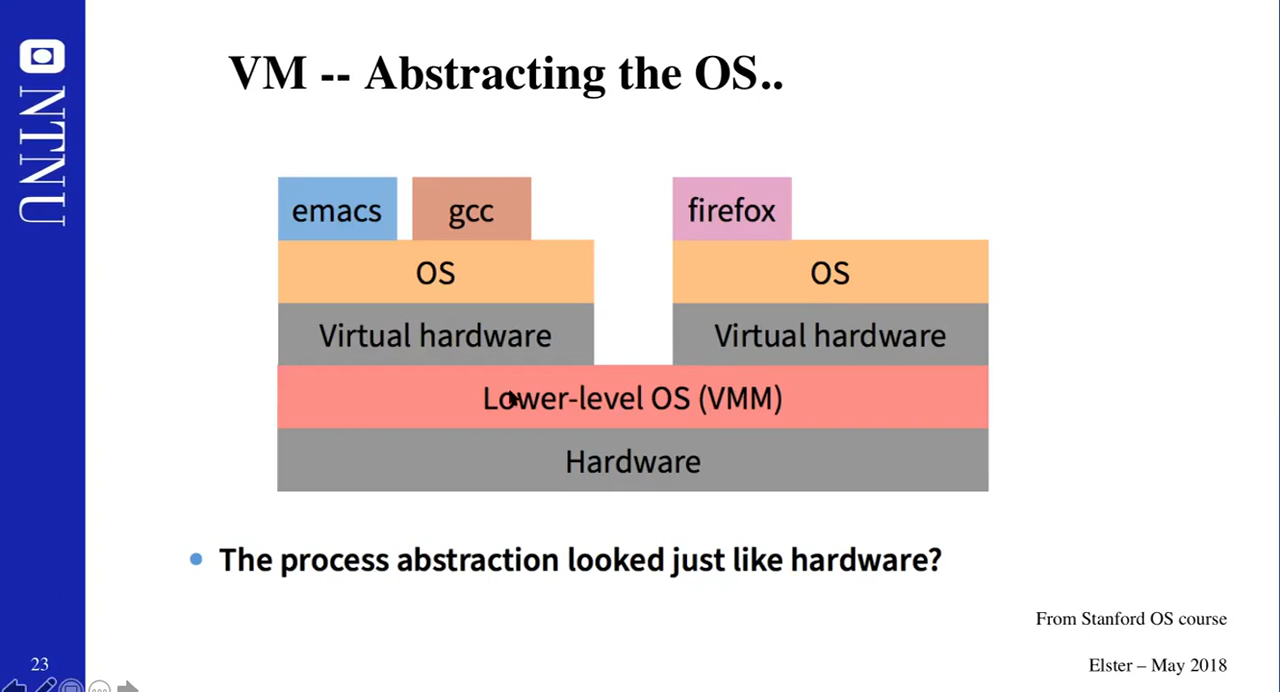 NTNU
VM -- Abstracting the OS..
emacs gcc firefox
OS OS
Virtual hardware Virtual hardware
Lower-level OS (VMM)
Hardware
• The process abstraction looked just like hardware?
From Stanford OS course
23 Elster – May 2018